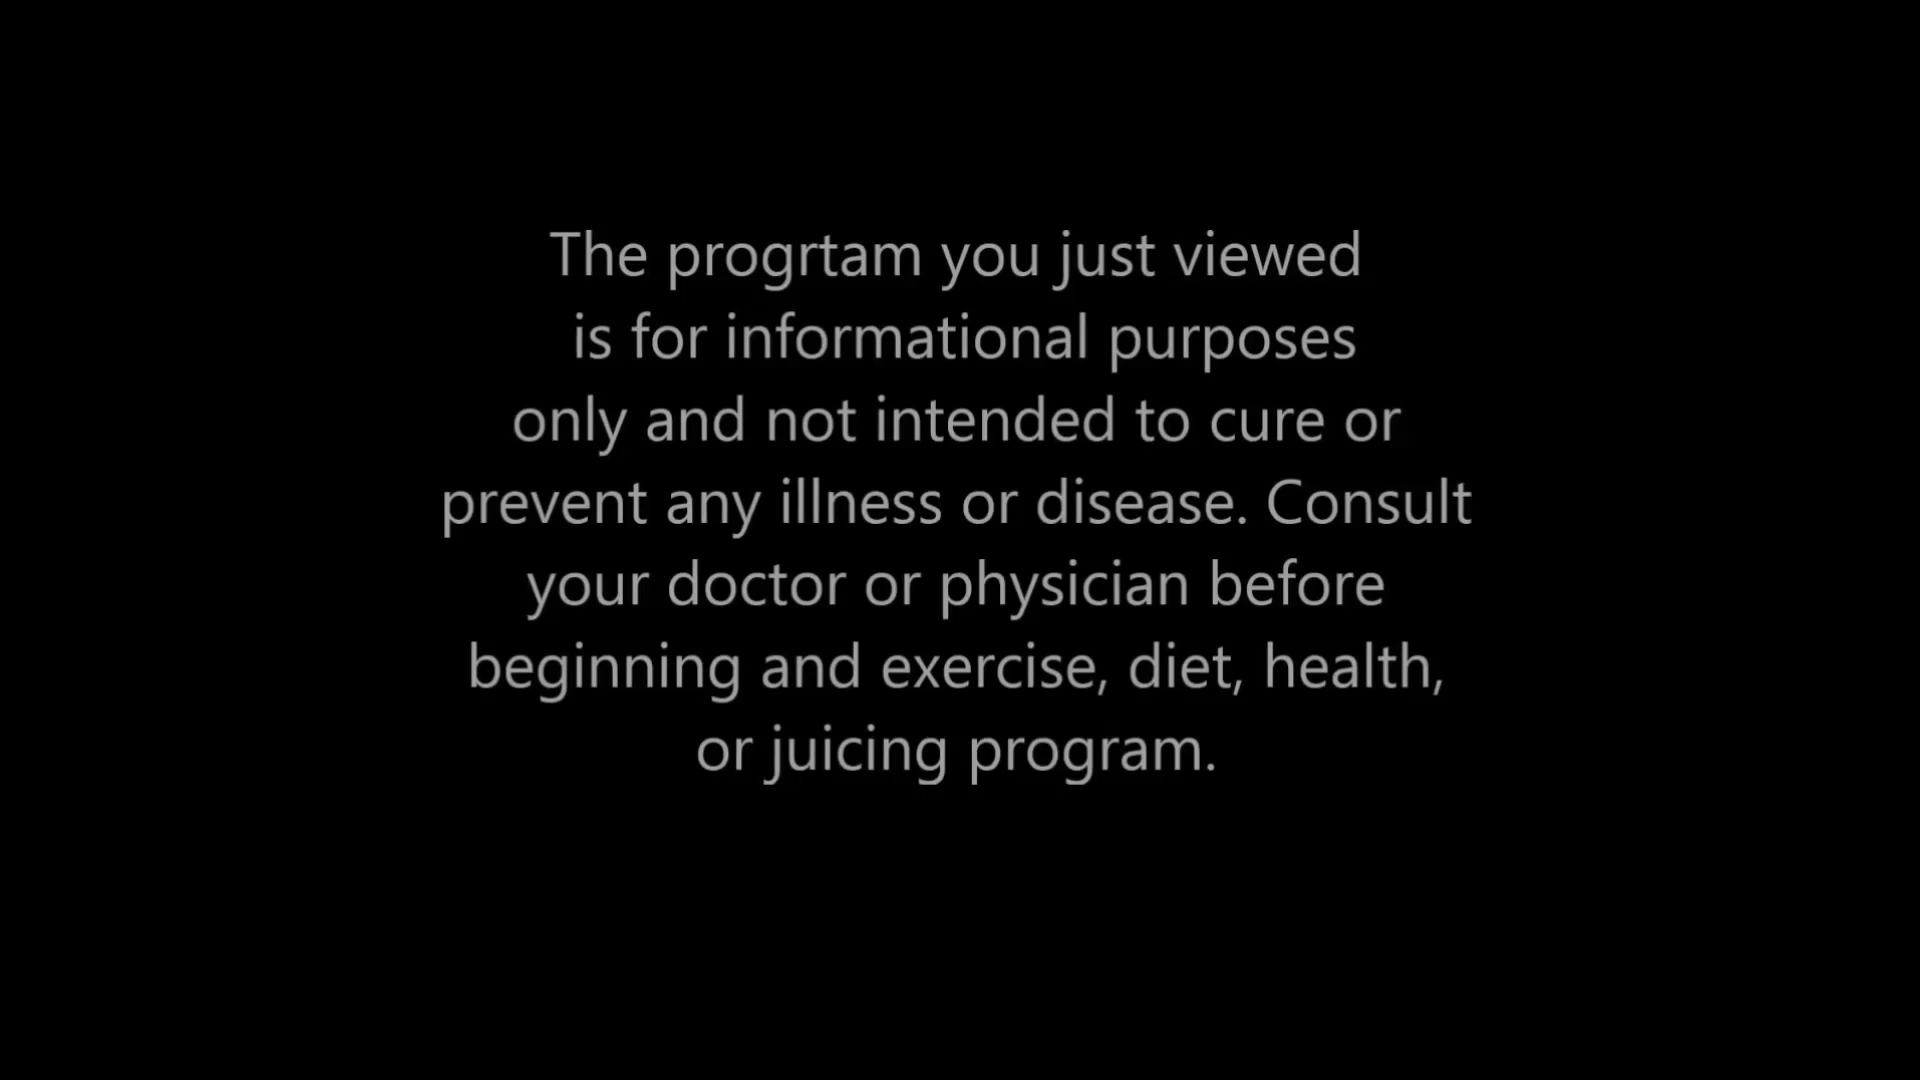 The progrtam you just viewed
is for informational purposes
only and not intended to cure or
prevent any illness or disease. Consult
your doctor or physician before
beginning and exercise, diet, health,
or juicing program.